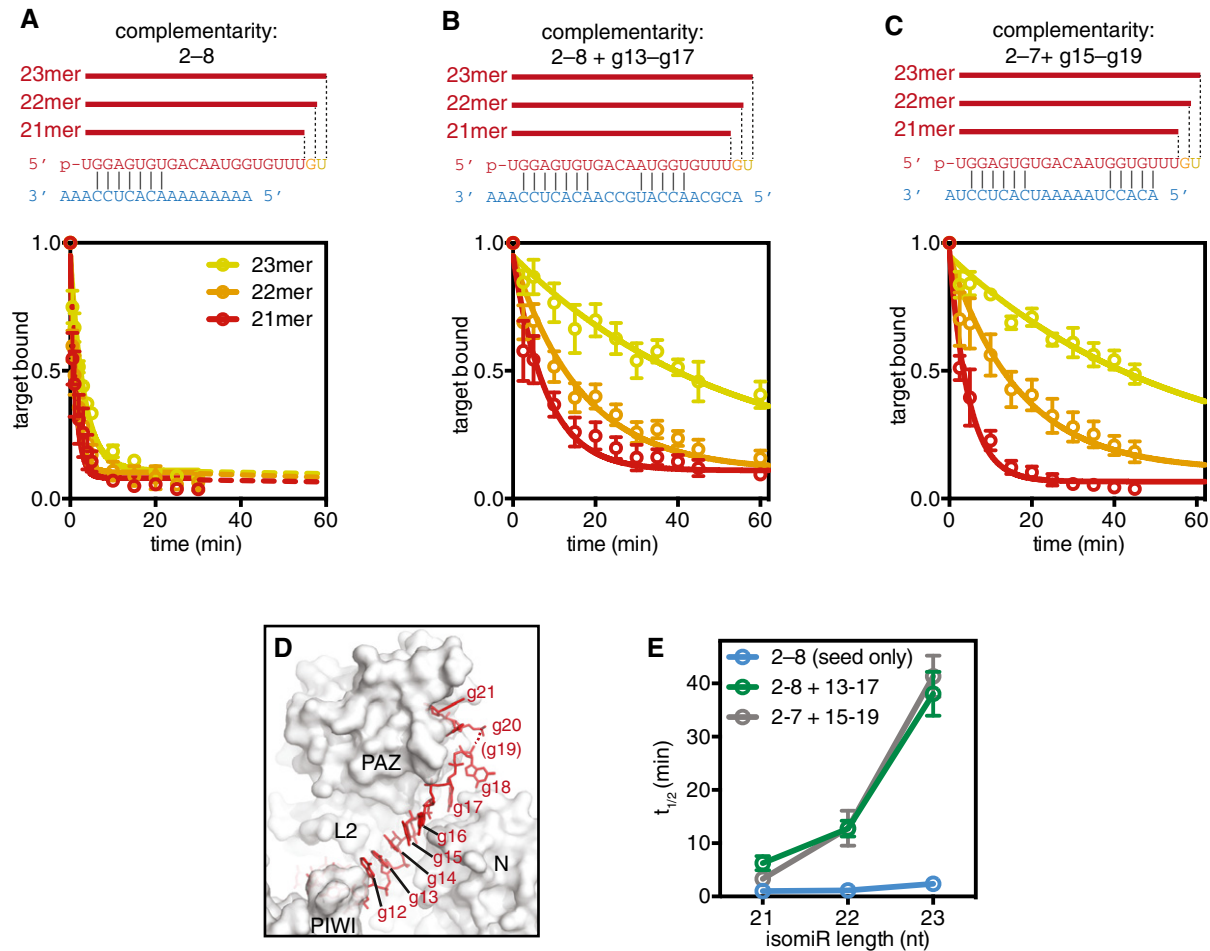 A
complementarity:
2–8
23mer
22mer
21mer
5′ p-UGGAGUGUGACAAUGGUGUUUGU
3′ AAACCUCACAAAAAAAAA 5′
1.0
0.5
0.0
target bound
0 20 40 60
time (min)
23mer
22mer
21mer
B
complementarity:
2–8 + g13–g17
23mer
22mer
21mer
5′ p-UGGAGUGUGACAAUGGUGUUUGU
3′ AAACCUCACAACCGUACCAACGCA 5′
1.0
0.5
0.0
target bound
0 20 40 60
time (min)
C
complementarity:
2–7+ g15–g19
23mer
22mer
21mer
5′ p-UGGAGUGUGACAAUGGUGUUUGU
3′ AUCCUCACUAAAAAUCCACA 5′
1.0
0.5
0.0
target bound
0 20 40 60
time (min)
D
g21
g20
(g19)
PAZ
g18
g17
L2
g16
g15
N
g14
g13
g12
PIWI
E
2–8 (seed only)
2-8 + 13-17
2-7 + 15-19
40
30
20
10
0
t1/2 (min)
21 22 23
isomiR length (nt)